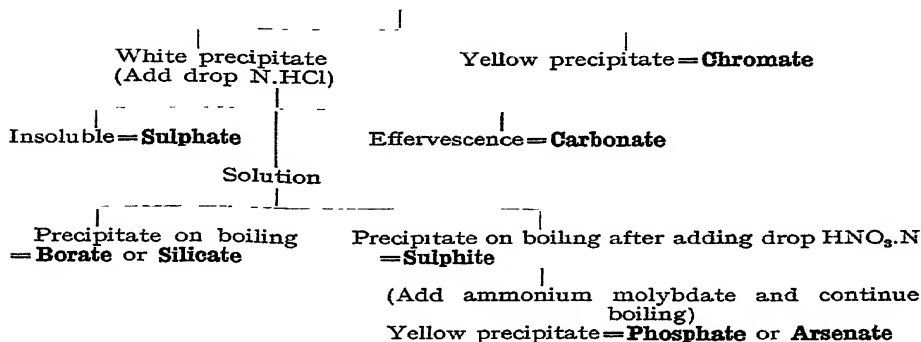 White precipitate
(Add drop N.HCl)
Yellow precipitate=Chromate
Insoluble=Sulphate
Effervescence=Carbonate
Solution
Precipitate on boiling
=Borate or Silicate
Precipitate on boiling after adding drop HNO₃.N
=Sulphite
(Add ammonium molybdate and continue
boiling)
Yellow precipitate=Phosphate or Arsenate